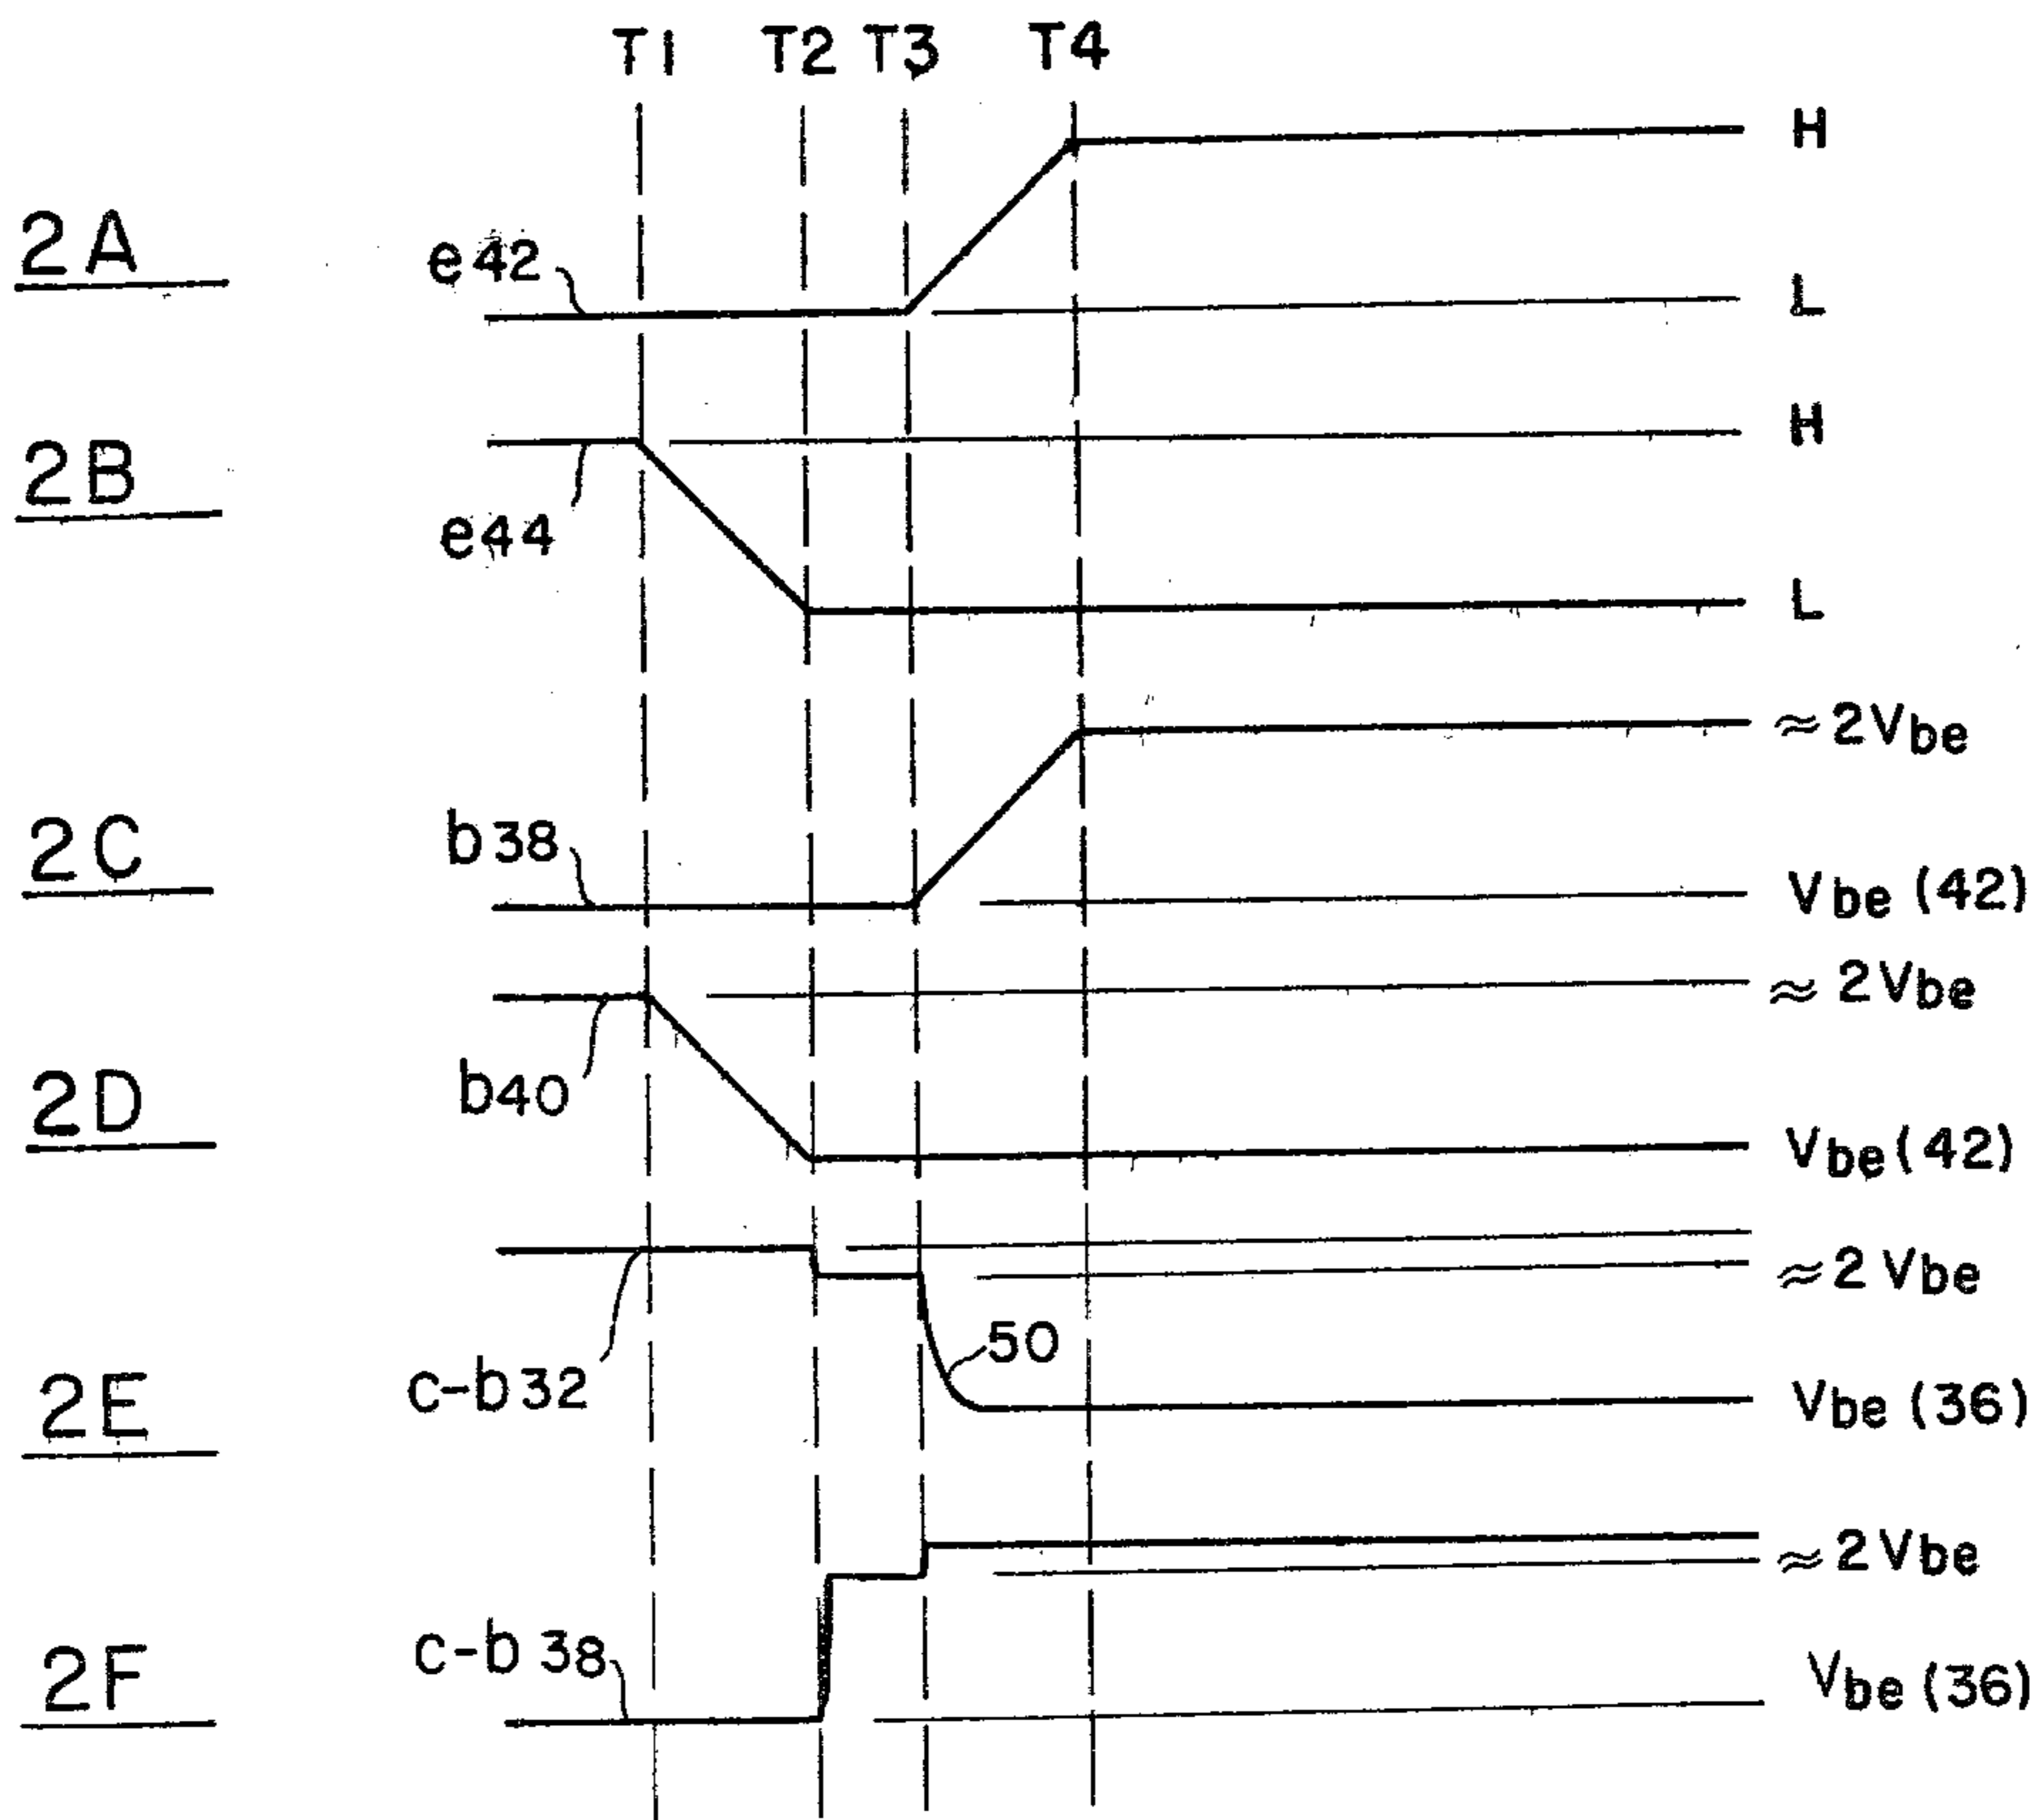 T1 T2 T3 T4
H
2A
e42
L
H
2B
e44
L
≈2Vbe
2C
b38
Vbe (42)
≈2Vbe
b40
2D
Vbe (42)
≈2Vbe
50
c-b32
2E
Vbe (36)
≈2Vbe
c-b 38
2F
Vbe (36)